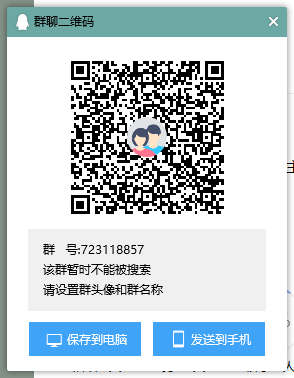 群聊二维码
群 号:723118857
该群暂时不能被搜索
请设置群头像和群名称
保存到电脑
发送到手机